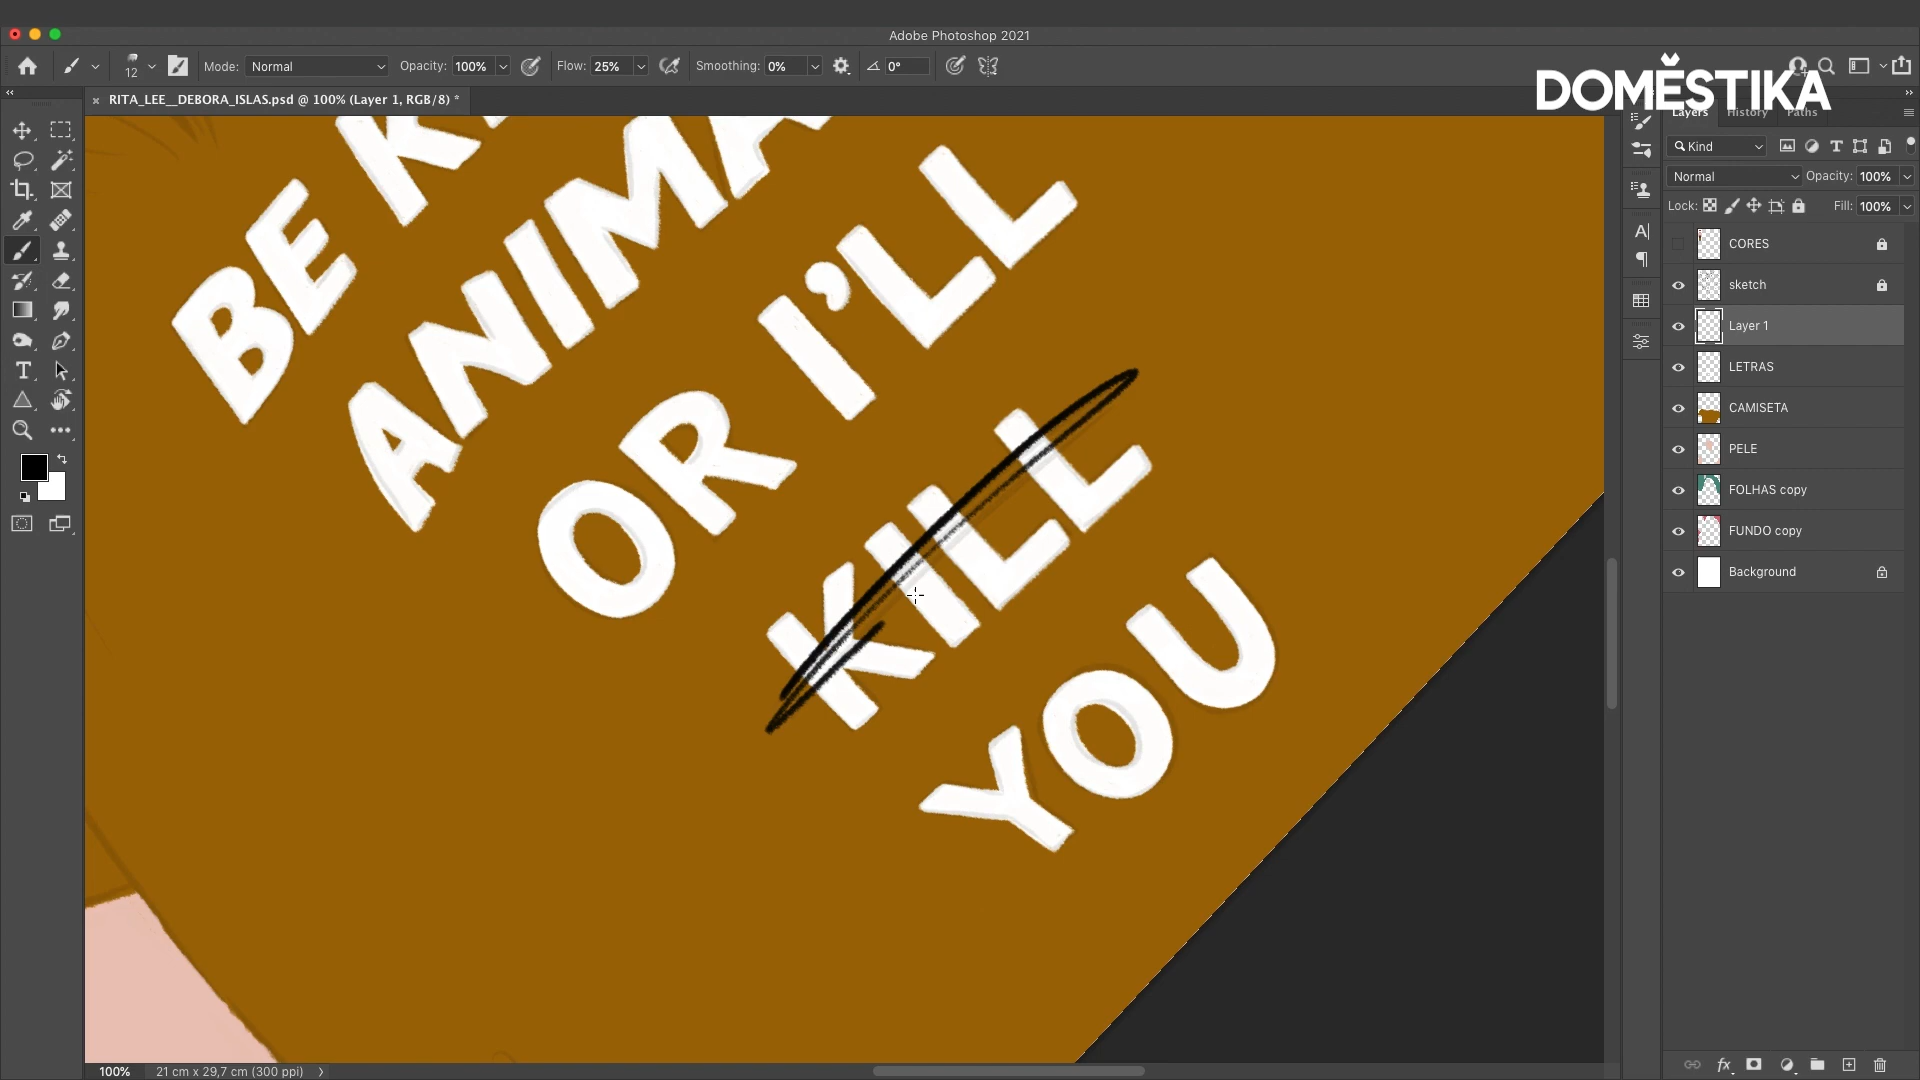 Adobe Photoshop 2021
12 Mode: Normal Opacity: 100% Flow: 25% Smoothing: 0% 0°
DOMESTIKA
RITA_LEE__DEBORA_ISLAS.psd @ 100% (Layer 1, RGB/8) *
Layers History Paths
Kind
Normal Opacity: 100%
Lock: Fill: 100%
CORES
sketch
Layer 1
LETRAS
CAMISETA
PELE
FOLHAS copy
FUNDO copy
Background
BE
ANIMA
OR I'LL
KILL
YOU
100% 21 cm x 29,7 cm (300 ppi)